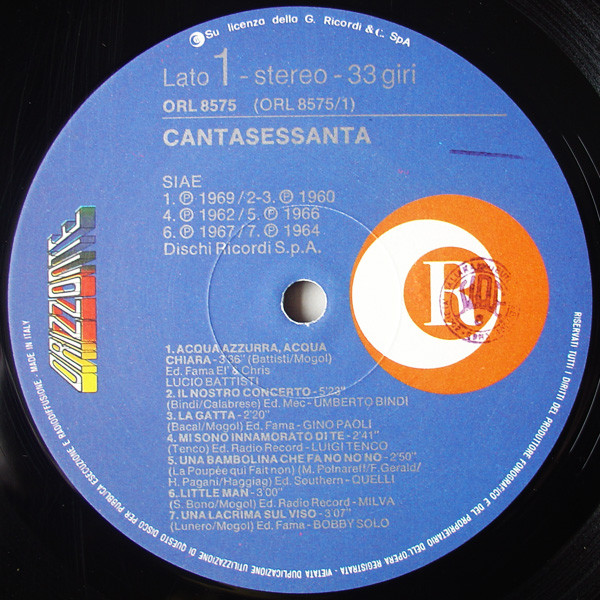 Ⓒ Su licenza della G. Ricordi & C. SpA
Lato 1 - stereo - 33 giri
ORL 8575 (ORL 8575/1)
CANTASESSANTA
SIAE
1. Ⓟ 1969 / 2-3. Ⓟ 1960
4. Ⓟ 1962 / 5. Ⓟ 1966
6. Ⓟ 1967 / 7. Ⓟ 1964
Dischi Ricordi S.p.A.
ORIZZONTE
R
1. ACQUA AZZURRA, ACQUA
CHIARA - 3'36" (Battisti/Mogol)
Ed. Fama El' & Chris
LUCIO BATTISTI
2. IL NOSTRO CONCERTO - 5'23"
(Bindi/Calabrese) Ed. Mec - UMBERTO BINDI
3. LA GATTA - 2'20"
(Bacal/Mogol) Ed. Fama - GINO PAOLI
4. MI SONO INNAMORATO DI TE - 2'41"
(Tenco) Ed. Radio Record - LUIGI TENCO
5. UNA BAMBOLINA CHE FA NO NO NO - 2'50"
(La Poupée qui Fait non) (M. Polnareff/F. Gerald/
H. Pagani/Haggiag) Ed. Southern - QUELLI
6. LITTLE MAN - 3'00"
(S. Bono/Mogol) Ed. Radio Record - MILVA
7. UNA LACRIMA SUL VISO - 3'07"
(Lunero/Mogol) Ed. Fama - BOBBY SOLO
RISERVATI TUTTI I DIRITTI DEL PRODUTTORE FONOGRAFICO E DEL PROPRIETARIO DELL'OPERA REGISTRATA - VIETATA DUPLICAZIONE UTILIZZAZIONE DI QUESTO DISCO PER PUBBLICA ESECUZIONE E RADIODIFFUSIONE - MADE IN ITALY